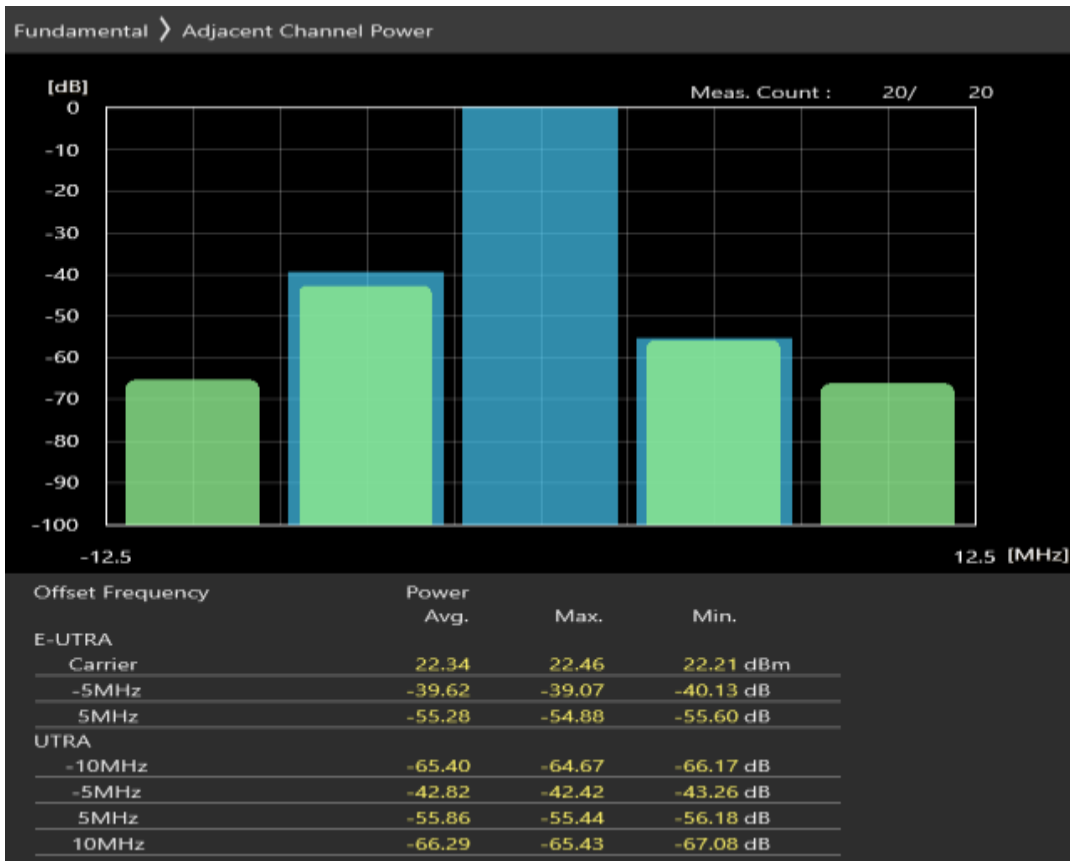 Fundamental ❯ Adjacent Channel Power
[dB]
Meas. Count : 20/ 20
0
-10
-20
-30
-40
-50
-60
-70
-80
-90
-100
-12.5 12.5 [MHz]
Offset Frequency Power
Avg. Max. Min.
E-UTRA
Carrier 22.34 22.46 22.21 dBm
-5MHz -39.62 -39.07 -40.13 dB
5MHz -55.28 -54.88 -55.60 dB
UTRA
-10MHz -65.40 -64.67 -66.17 dB
-5MHz -42.82 -42.42 -43.26 dB
5MHz -55.86 -55.44 -56.18 dB
10MHz -66.29 -65.43 -67.08 dB